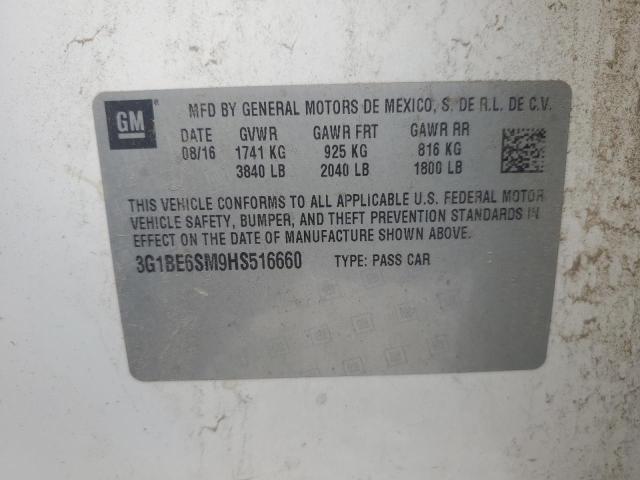 GM
MFD BY GENERAL MOTORS DE MEXICO, S. DE R.L. DE C.V.
DATE GVWR GAWR FRT GAWR RR
08/16 1741 KG 925 KG 816 KG
3840 LB 2040 LB 1800 LB
THIS VEHICLE CONFORMS TO ALL APPLICABLE U.S. FEDERAL MOTOR
VEHICLE SAFETY, BUMPER, AND THEFT PREVENTION STANDARDS IN
EFFECT ON THE DATE OF MANUFACTURE SHOWN ABOVE.
3G1BE6SM9HS516660 TYPE: PASS CAR